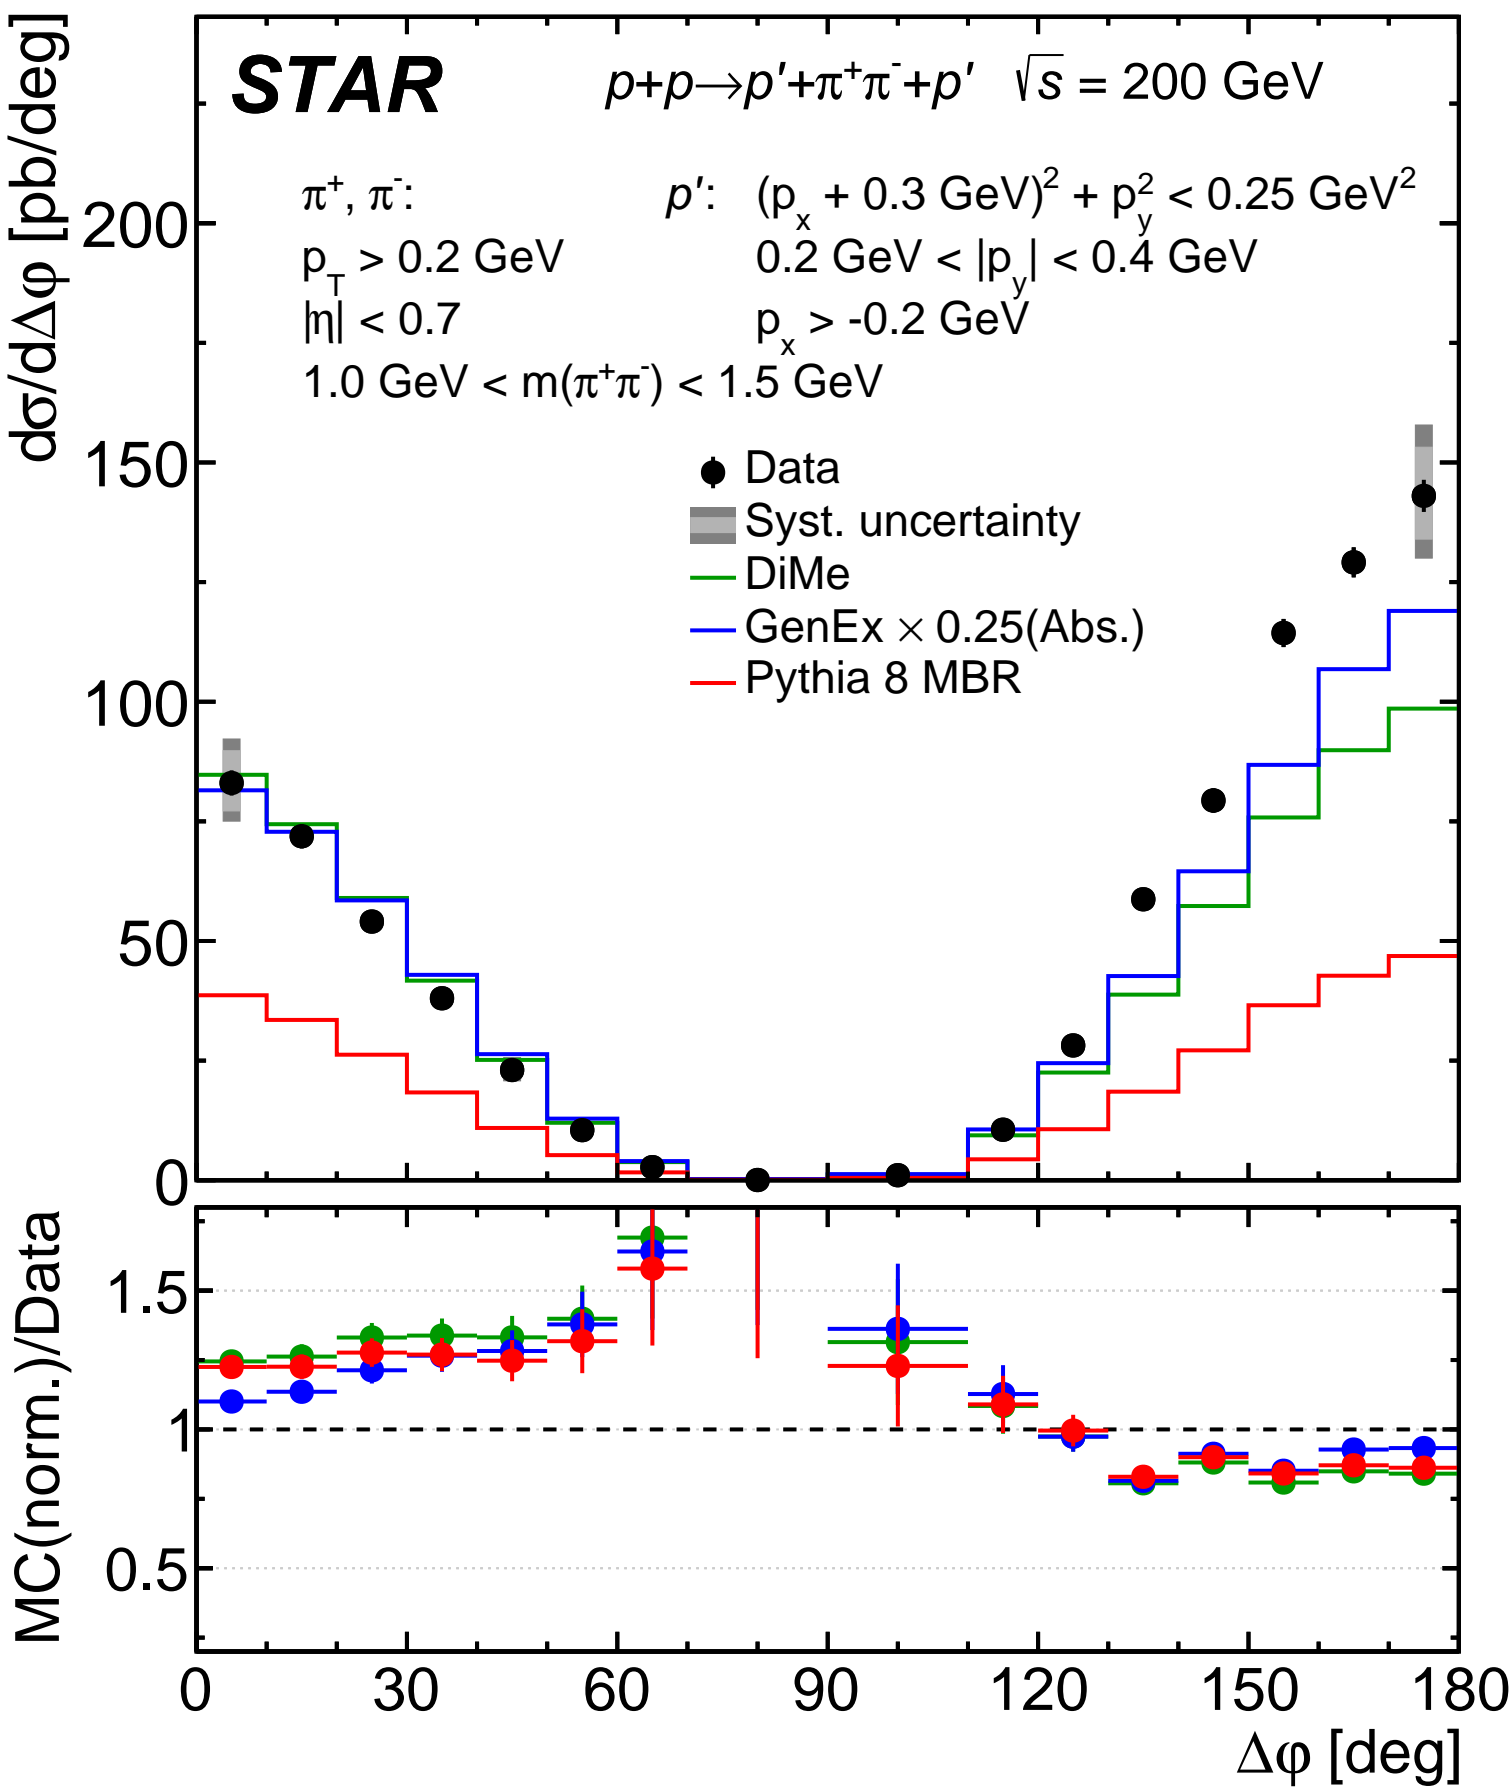 STAR p+p→p′+π⁺π⁻+p′ √s = 200 GeV
π⁺, π⁻: p′: (pₓ + 0.3 GeV)² + p_y² < 0.25 GeV²
p_T > 0.2 GeV 0.2 GeV < |p_y| < 0.4 GeV
|η| < 0.7 pₓ > -0.2 GeV
1.0 GeV < m(π⁺π⁻) < 1.5 GeV
Data
Syst. uncertainty
DiMe
GenEx × 0.25(Abs.)
Pythia 8 MBR
dσ/dΔφ [pb/deg]
200
150
100
50
0
MC(norm.)/Data
1.5
1
0.5
0 30 60 90 120 150 180
Δφ [deg]